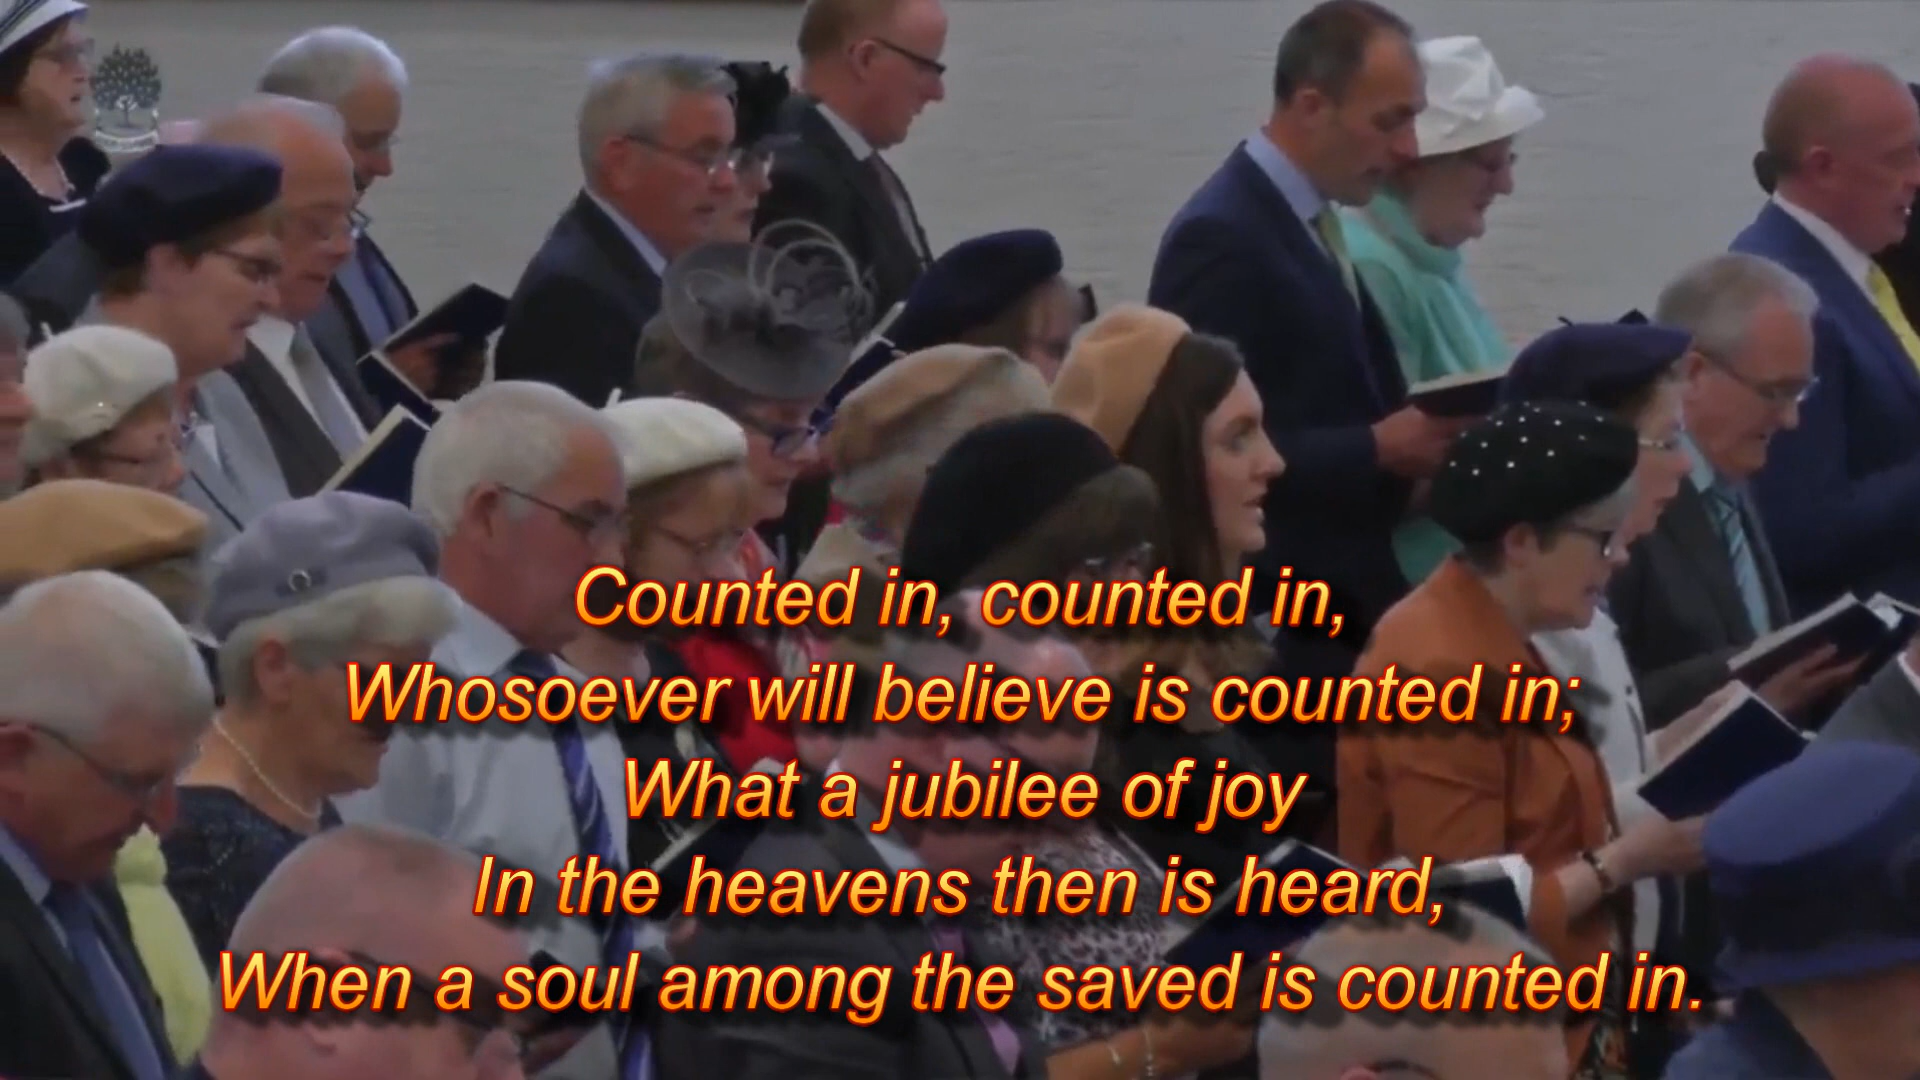 Counted in, counted in,
Whosoever will believe is counted in;
What a jubilee of joy
In the heavens then is heard,
When a soul among the saved is counted in.